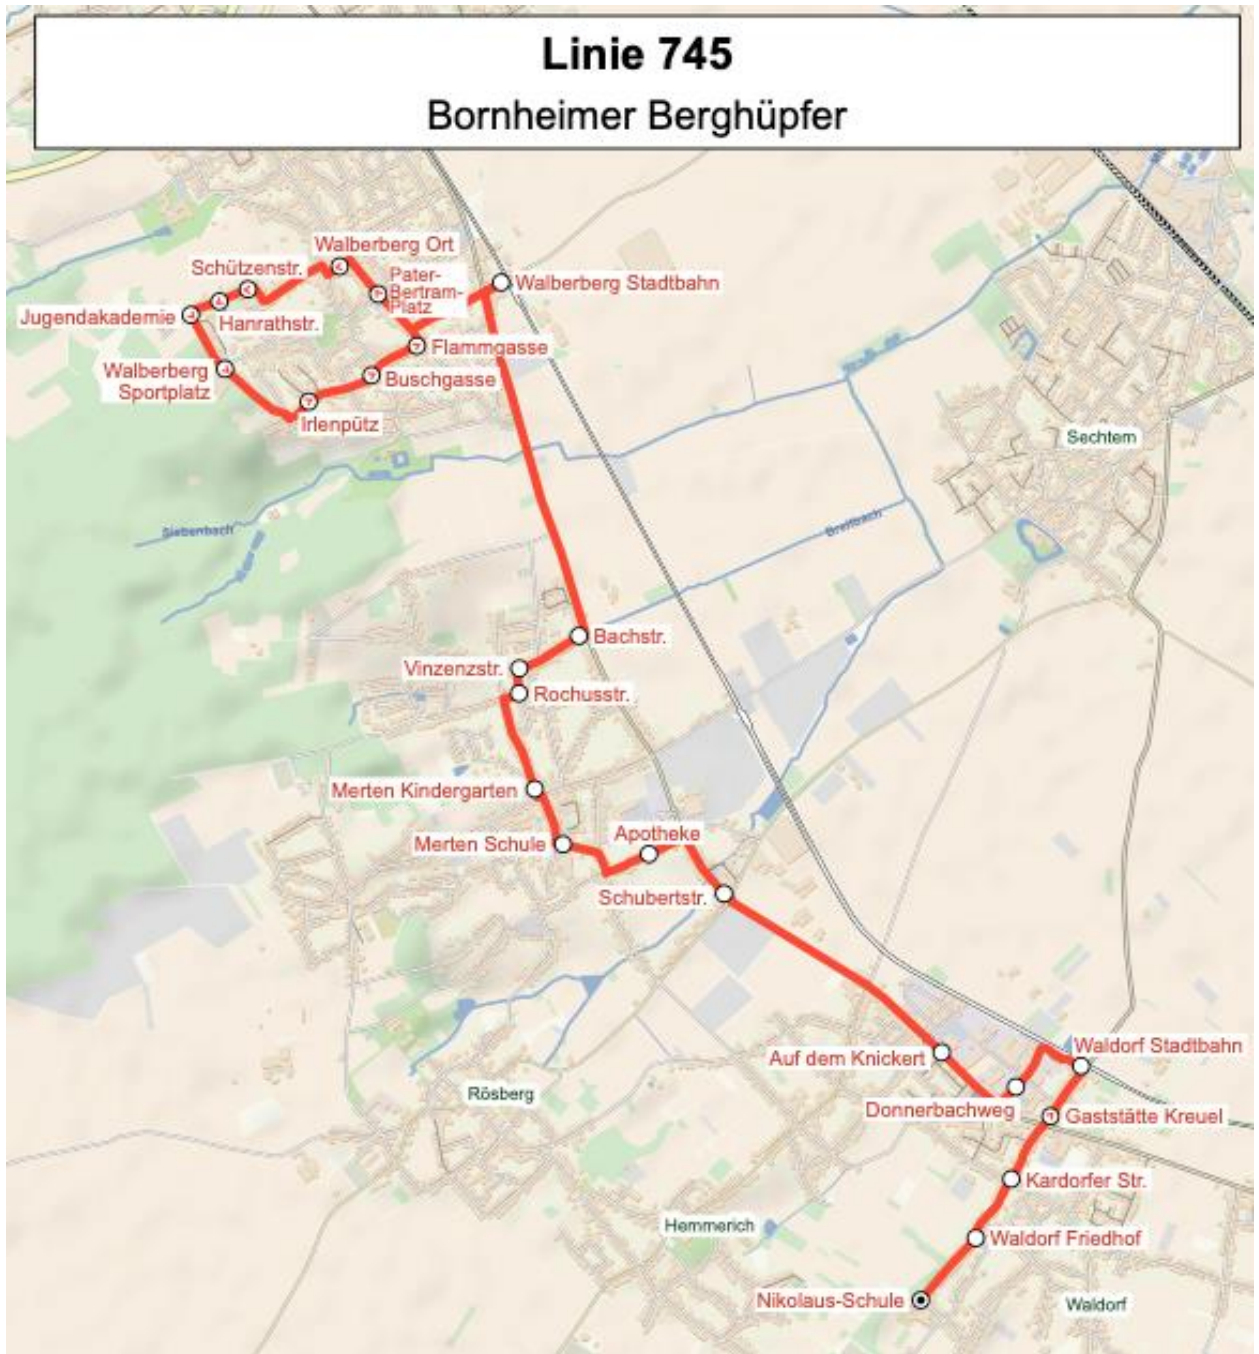 Linie 745
Bornheimer Berghüpfer
Walberberg Ort
Schützenstr.
Pater-
Bertram-
Platz
Walberberg Stadtbahn
Jugendakademie
Hanrathstr.
Flammgasse
Walberberg
Sportplatz
Buschgasse
Irlenpütz
Sechtem
Siebenbach
Breitbach
Bachstr.
Vinzenzstr.
Rochusstr.
Merten Kindergarten
Apotheke
Merten Schule
Schubertstr.
Waldorf Stadtbahn
Auf dem Knickert
Rösberg
Donnerbachweg
Gaststätte Kreuel
Kardorfer Str.
Hemmerich
Waldorf Friedhof
Nikolaus-Schule
Waldorf